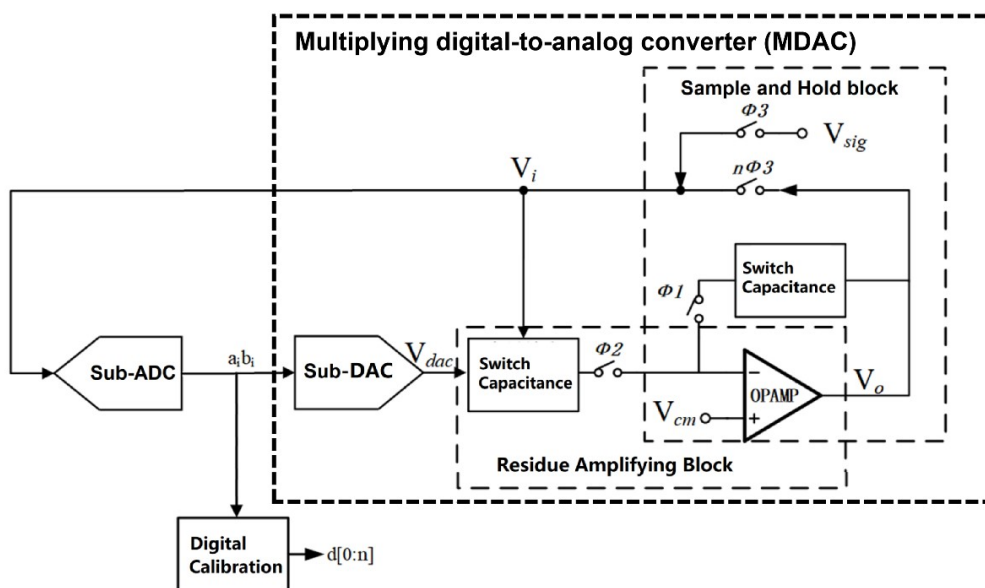 Multiplying digital-to-analog converter (MDAC)
Sample and Hold block
Φ3
Vsig
Vi
nΦ3
Switch
Capacitance
Φ1
Sub-ADC
aibi
Sub-DAC
Vdac
Switch
Capacitance
Φ2
−
OPAMP
+
Vcm
Vo
Residue Amplifying Block
Digital
Calibration
d[0:n]